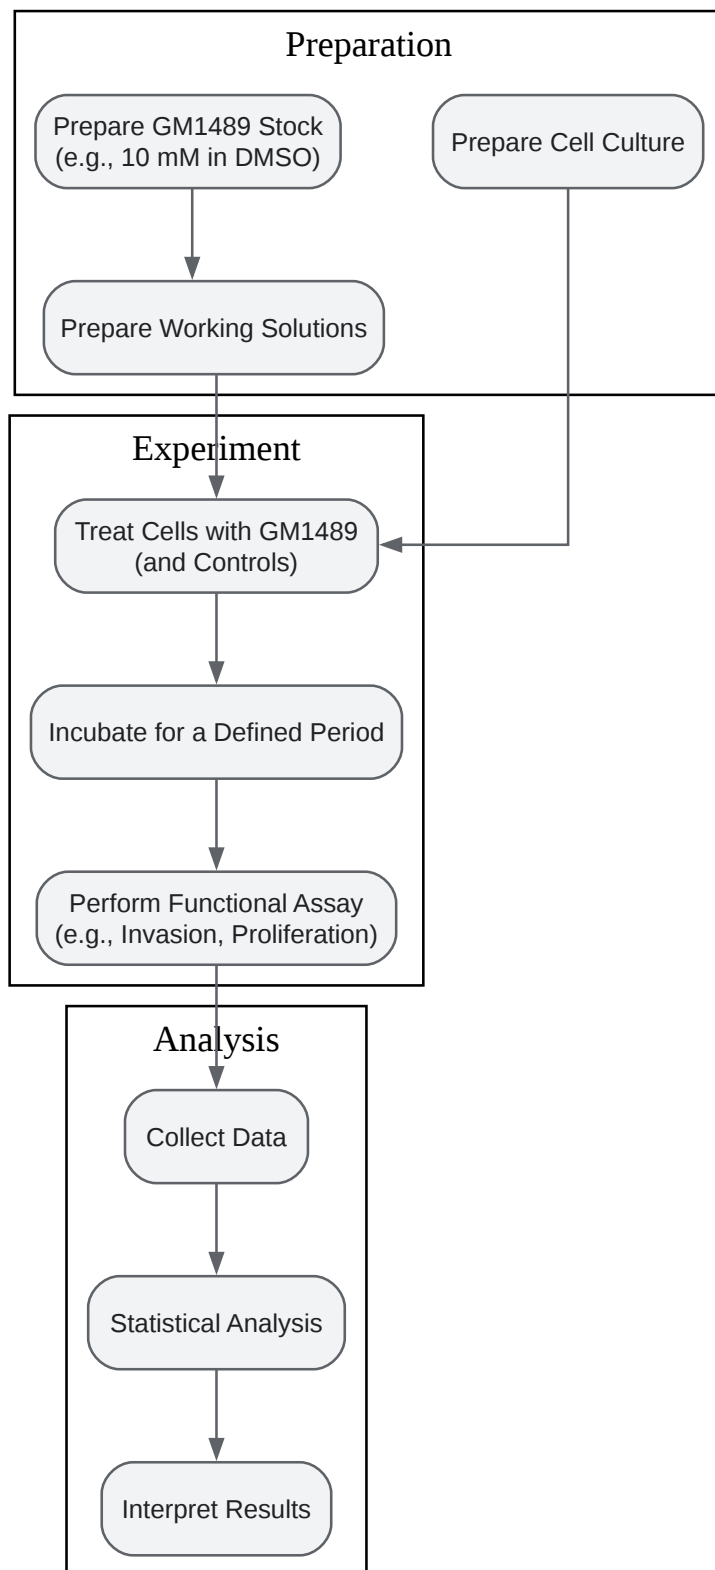 Preparation
Prepare GM1489 Stock
(e.g., 10 mM in DMSO)
Prepare Cell Culture
Prepare Working Solutions
Experiment
Treat Cells with GM1489
(and Controls)
Incubate for a Defined Period
Perform Functional Assay
(e.g., Invasion, Proliferation)
Analysis
Collect Data
Statistical Analysis
Interpret Results